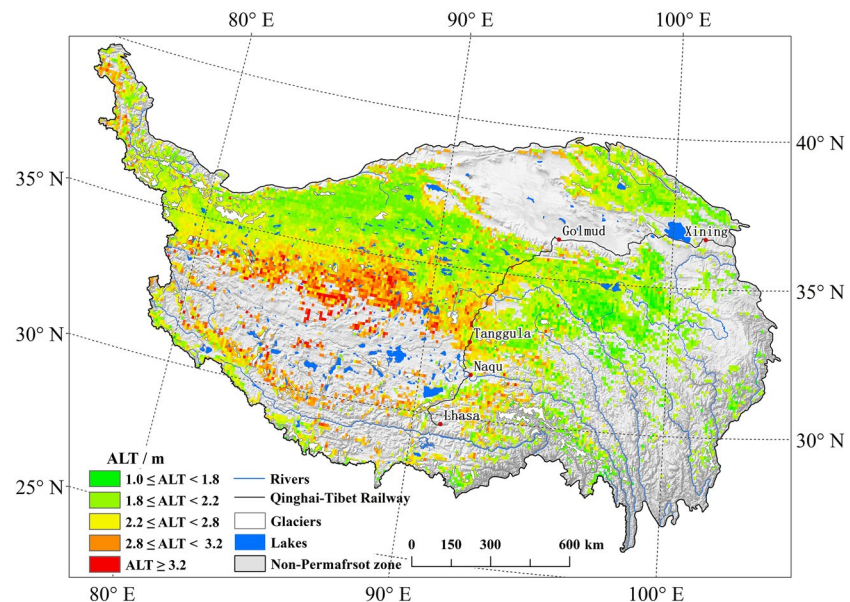 80° E
90° E
100° E
40° N
35° N
35° N
30° N
30° N
25° N
80° E
90° E
100° E
Golmud
Xining
Tanggula
Naqu
Lhasa
ALT / m
1.0 ≤ ALT < 1.8
1.8 ≤ ALT < 2.2
2.2 ≤ ALT < 2.8
2.8 ≤ ALT < 3.2
ALT ≥ 3.2
Rivers
Qinghai-Tibet Railway
Glaciers
Lakes
Non-Permafrsot zone
0 150 300 600 km